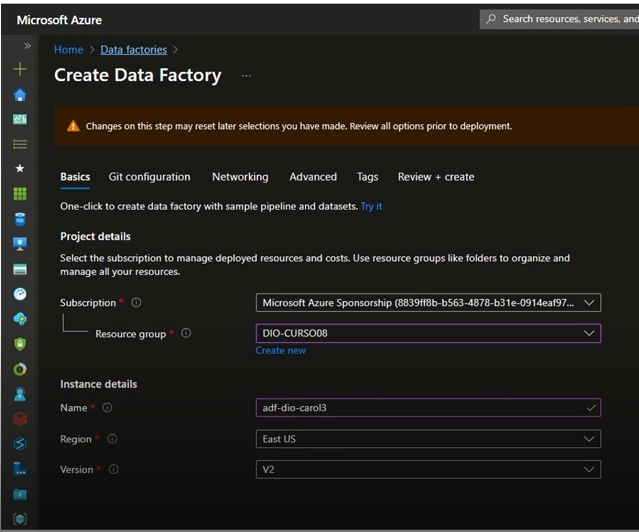 Microsoft Azure
Search resources, services, and
Home > Data factories >
Create Data Factory ...
Changes on this step may reset later selections you have made. Review all options prior to deployment.
Basics Git configuration Networking Advanced Tags Review + create
One-click to create data factory with sample pipeline and datasets. Try it
Project details
Select the subscription to manage deployed resources and costs. Use resource groups like folders to organize and
manage all your resources.
Subscription * Microsoft Azure Sponsorship (8839ff8b-b563-4878-b31e-0914eaf97...
Resource group * DIO-CURSO08
Create new
Instance details
Name * adf-dio-carol3
Region * East US
Version * V2